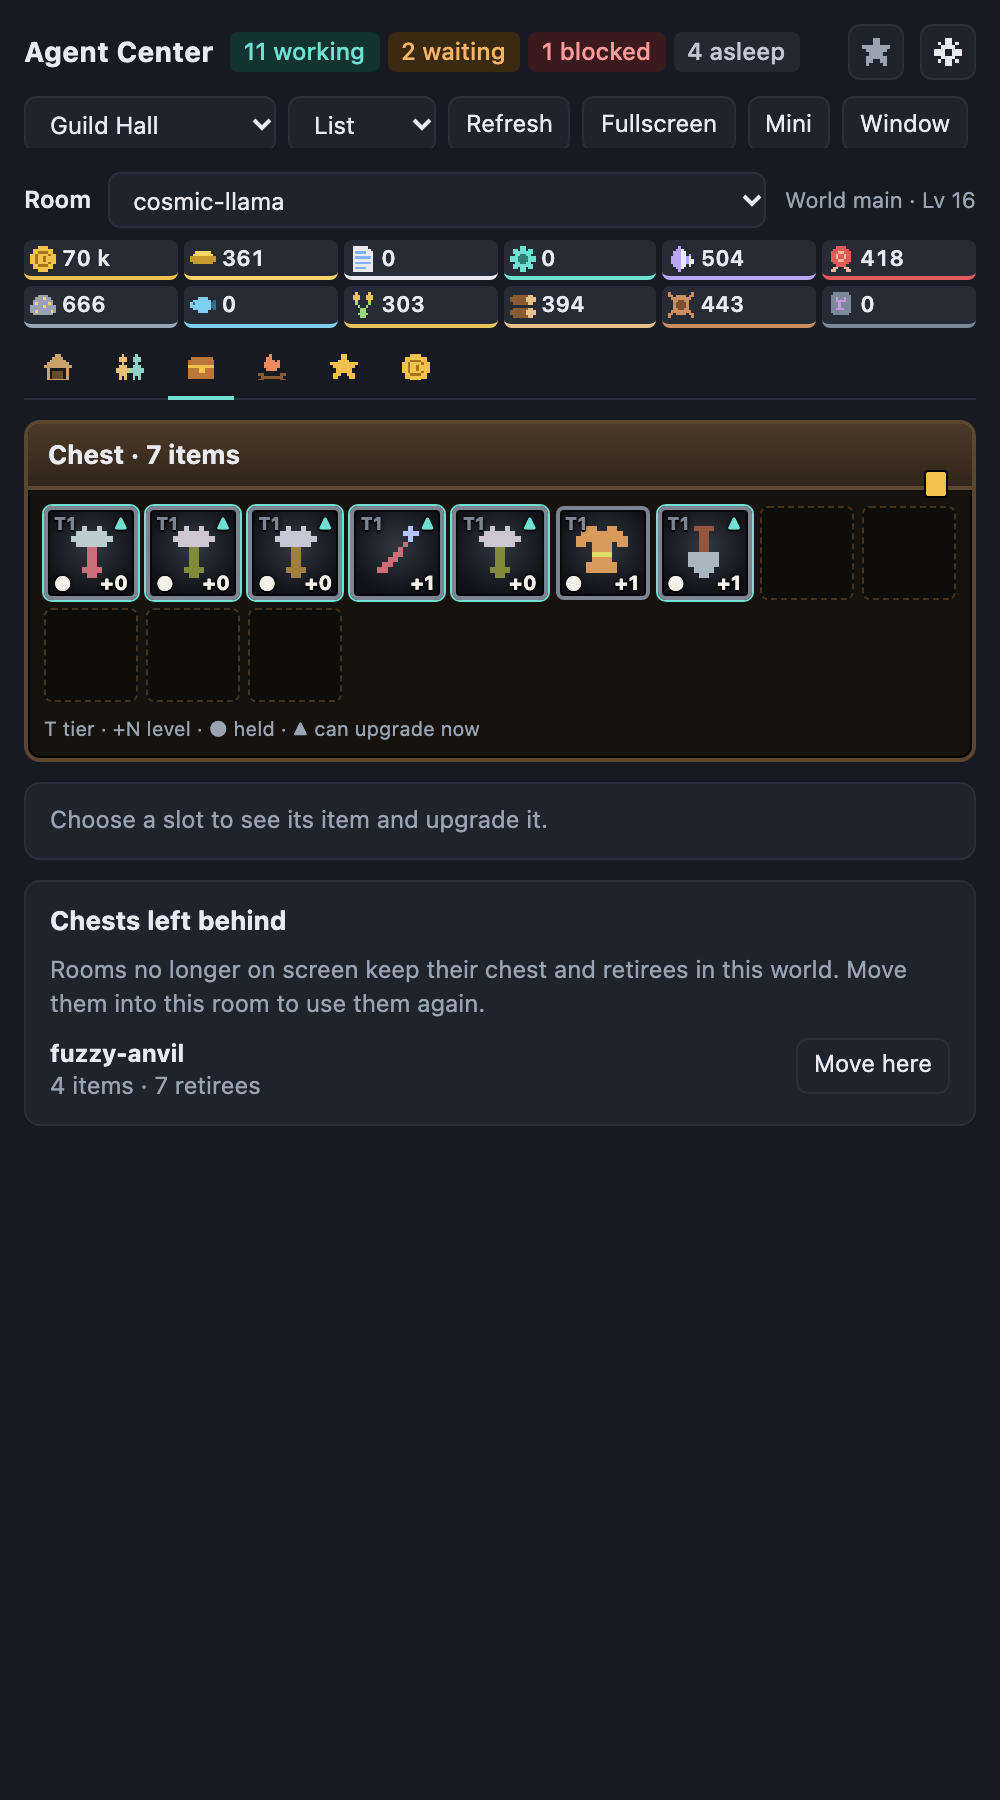 Agent Center 11 working 2 waiting 1 blocked 4 asleep
Guild Hall List Refresh Fullscreen Mini Window
Room cosmic-llama World main · Lv 16
70 k 361 0 0 504 418
666 0 303 394 443 0
Chest · 7 items
T1 T1 T1 T1 T1 T1 T1
+0 +0 +0 +1 +0 +1 +1
T tier · +N level · ● held · ▲ can upgrade now
Choose a slot to see its item and upgrade it.
Chests left behind
Rooms no longer on screen keep their chest and retirees in this world. Move
them into this room to use them again.
fuzzy-anvil
4 items · 7 retirees
Move here